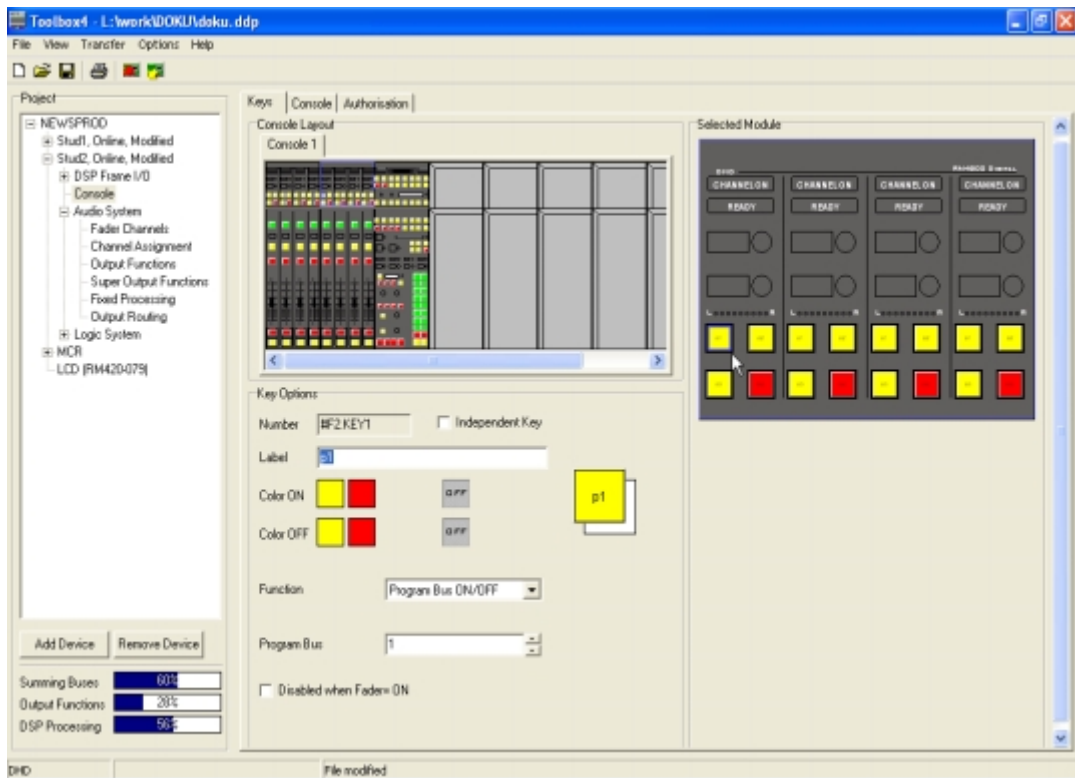 Toolbox4 - L:\work\DOKU\doku.ddp
File View Transfer Options Help
Project
NEWSPROD
Stud1, Online, Modified
Stud2, Online, Modified
DSP Frame I/O
Console
Audio System
Fader Channels
Channel Assignment
Output Functions
Super Output Functions
Fixed Processing
Output Routing
Logic System
MCR
LCD (RM420-079)
Add Device
Remove Device
Summing Buses 60%
Output Functions 28%
DSP Processing 56%
Keys Console Authorisation
Console Layout
Console 1
Key Options
Number #F2.KEY1 Independent Key
Label p1
Color ON OFF
Color OFF OFF
p1
Function Program Bus ON/OFF
Program Bus 1
Disabled when Fader= ON
Selected Module
DHD
CHANNEL ON CHANNEL ON CHANNEL ON CHANNEL ON
READY READY READY READY
L R L R L R L R
DHD File modified